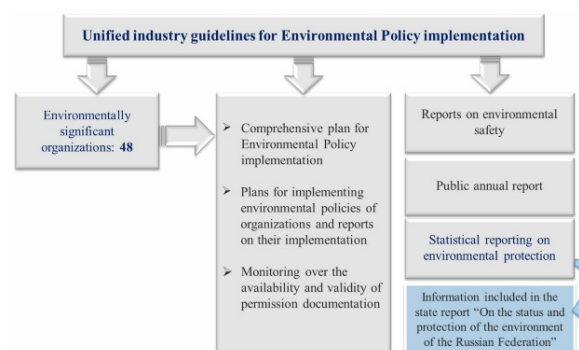 Unified industry guidelines for Environmental Policy implementation
Environmentally
significant
organizations: 48
➢ Comprehensive plan for
Environmental Policy
implementation
➢ Plans for implementing
environmental policies of
organizations and reports
on their implementation
➢ Monitoring over the
availability and validity of
permission documentation
Reports on environmental
safety
Public annual report
Statistical reporting on
environmental protection
Information included in the
state report “On the status and
protection of the environment
of the Russian Federation”